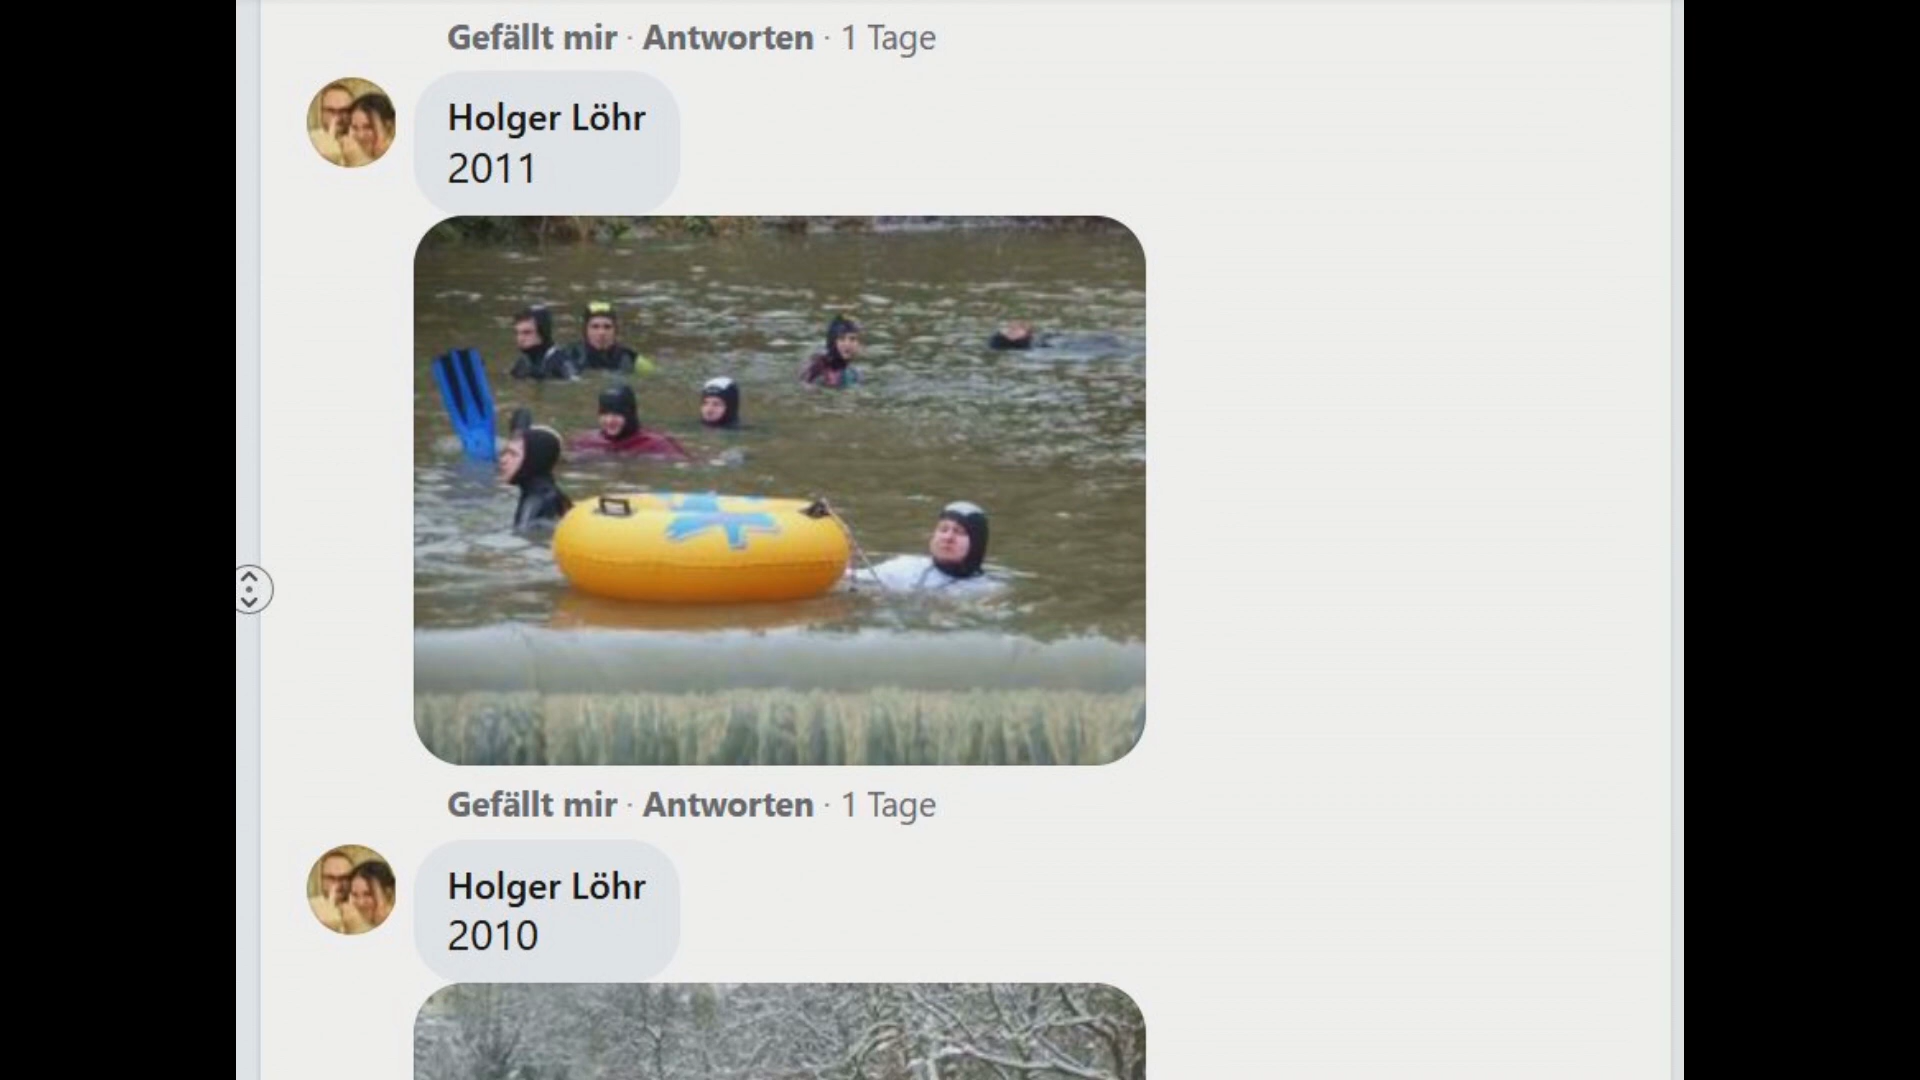 Gefällt mir · Antworten · 1 Tage
Holger Löhr
2011
Gefällt mir · Antworten · 1 Tage
Holger Löhr
2010